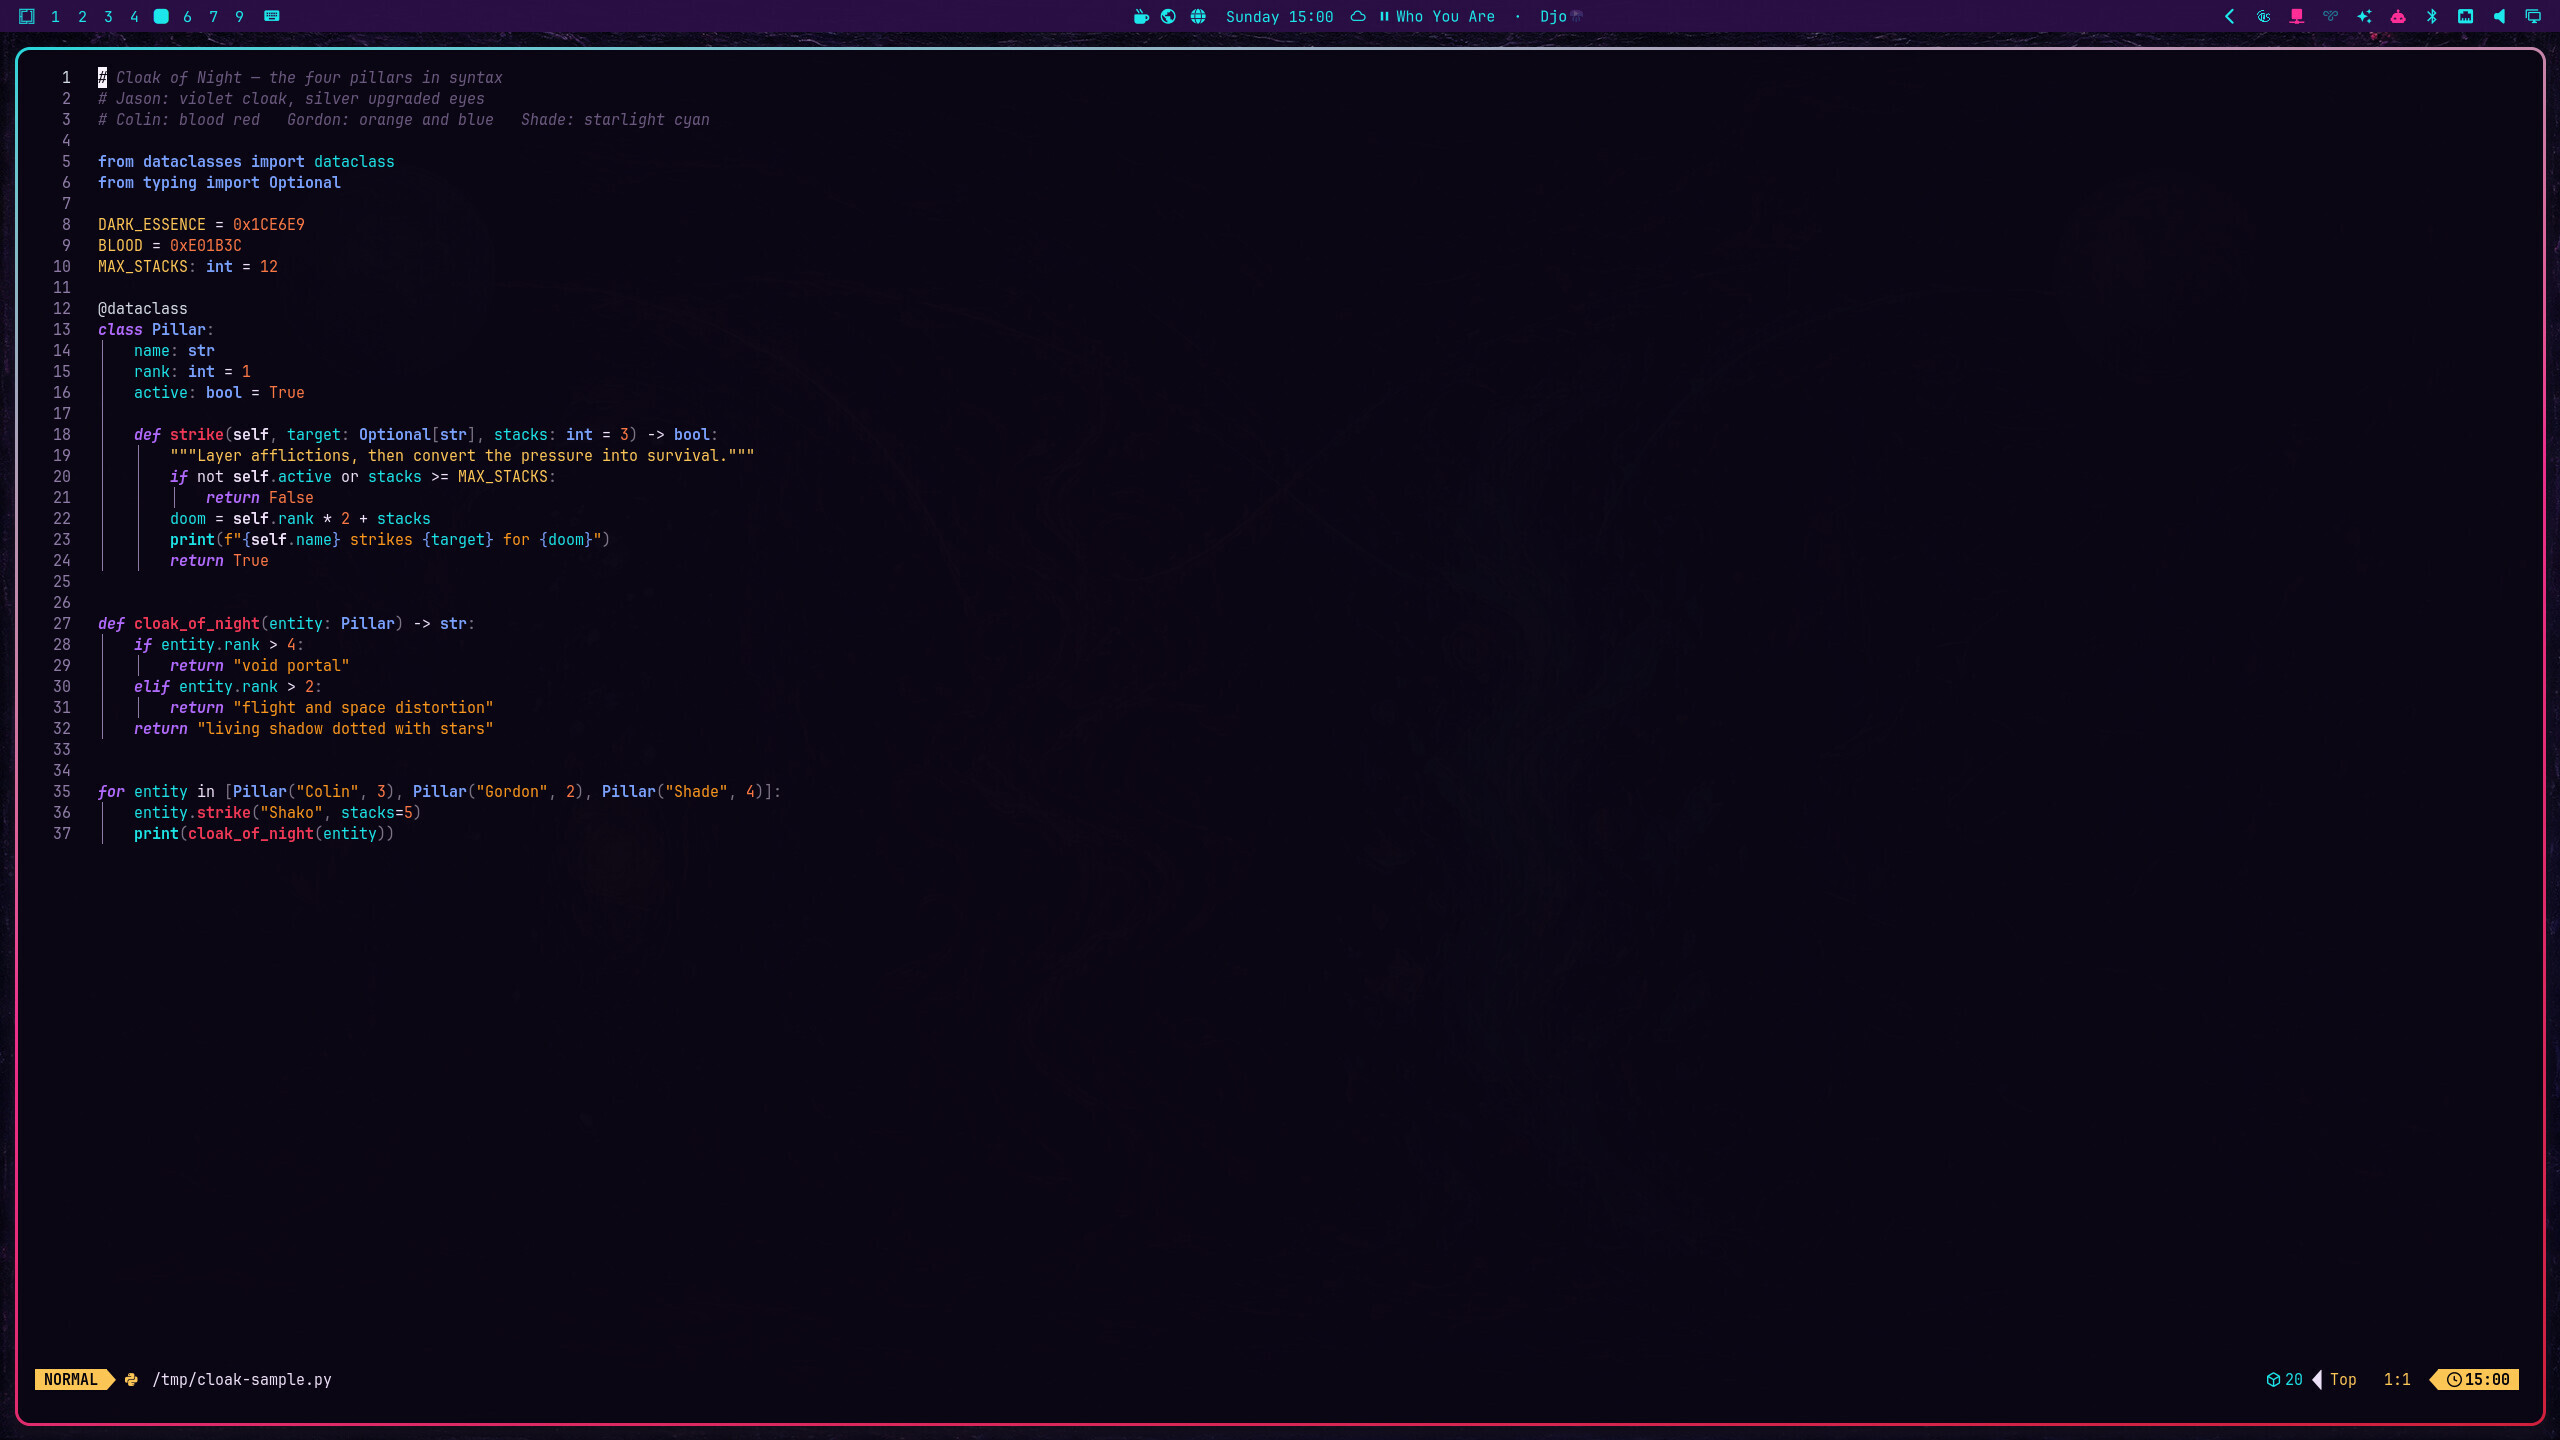 1 2 3 4 6 7 9 Sunday 15:00 Who You Are · Djo
1 # Cloak of Night — the four pillars in syntax
2 # Jason: violet cloak, silver upgraded eyes
3 # Colin: blood red   Gordon: orange and blue   Shade: starlight cyan
4
5 from dataclasses import dataclass
6 from typing import Optional
7
8 DARK_ESSENCE = 0x1CE6E9
9 BLOOD = 0xE01B3C
10 MAX_STACKS: int = 12
11
12 @dataclass
13 class Pillar:
14     name: str
15     rank: int = 1
16     active: bool = True
17
18     def strike(self, target: Optional[str], stacks: int = 3) -> bool:
19         """Layer afflictions, then convert the pressure into survival."""
20         if not self.active or stacks >= MAX_STACKS:
21             return False
22         doom = self.rank * 2 + stacks
23         print(f"{self.name} strikes {target} for {doom}")
24         return True
25
26
27 def cloak_of_night(entity: Pillar) -> str:
28     if entity.rank > 4:
29         return "void portal"
30     elif entity.rank > 2:
31         return "flight and space distortion"
32     return "living shadow dotted with stars"
33
34
35 for entity in [Pillar("Colin", 3), Pillar("Gordon", 2), Pillar("Shade", 4)]:
36     entity.strike("Shako", stacks=5)
37     print(cloak_of_night(entity))
NORMAL /tmp/cloak-sample.py 20 Top 1:1 15:00